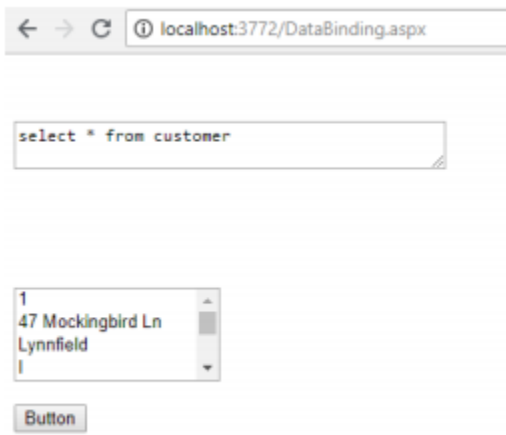 localhost:3772/DataBinding.aspx
select * from customer
1
47 Mockingbird Ln
Lynnfield
I
Button